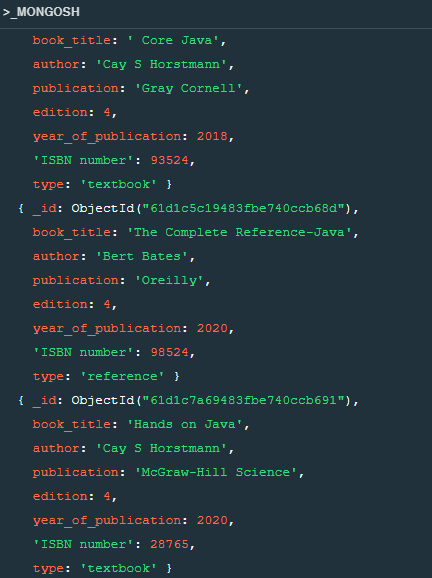 >_MONGOSH
book_title: ' Core Java',
author: 'Cay S Horstmann',
publication: 'Gray Cornell',
edition: 4,
year_of_publication: 2018,
'ISBN number': 93524,
type: 'textbook' }
{ _id: ObjectId("61d1c5c19483fbe740ccb68d"),
book_title: 'The Complete Reference-Java',
author: 'Bert Bates',
publication: 'Oreilly',
edition: 4,
year_of_publication: 2020,
'ISBN number': 98524,
type: 'reference' }
{ _id: ObjectId("61d1c7a69483fbe740ccb691"),
book_title: 'Hands on Java',
author: 'Cay S Horstmann',
publication: 'McGraw-Hill Science',
edition: 4,
year_of_publication: 2020,
'ISBN number': 28765,
type: 'textbook' }